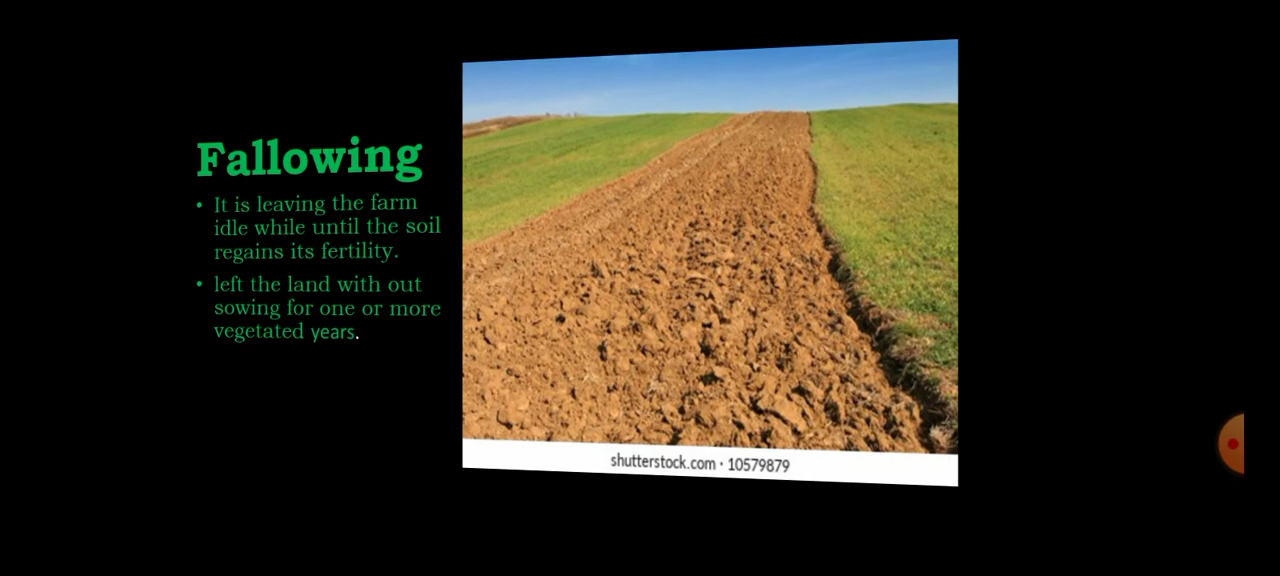 Fallowing
• It is leaving the farm
idle while until the soil
regains its fertility.
• left the land with out
sowing for one or more
vegetated years.
shutterstock.com · 10579879